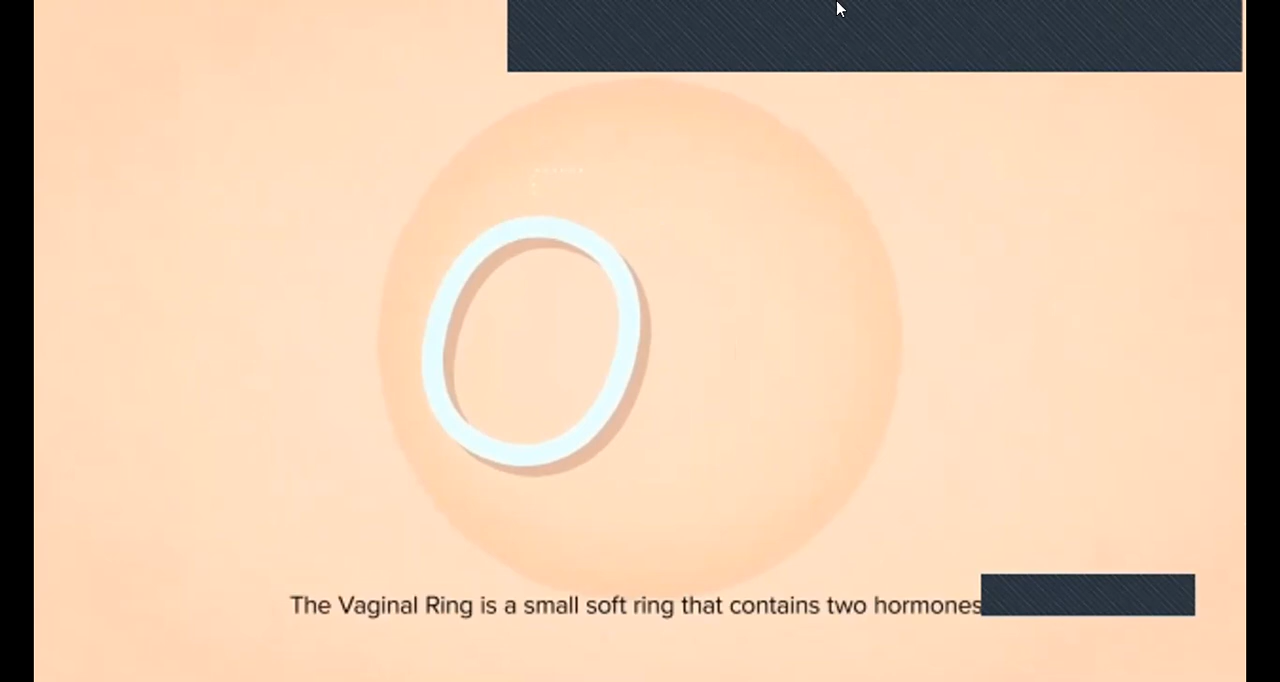 The Vaginal Ring is a small soft ring that contains two hormones